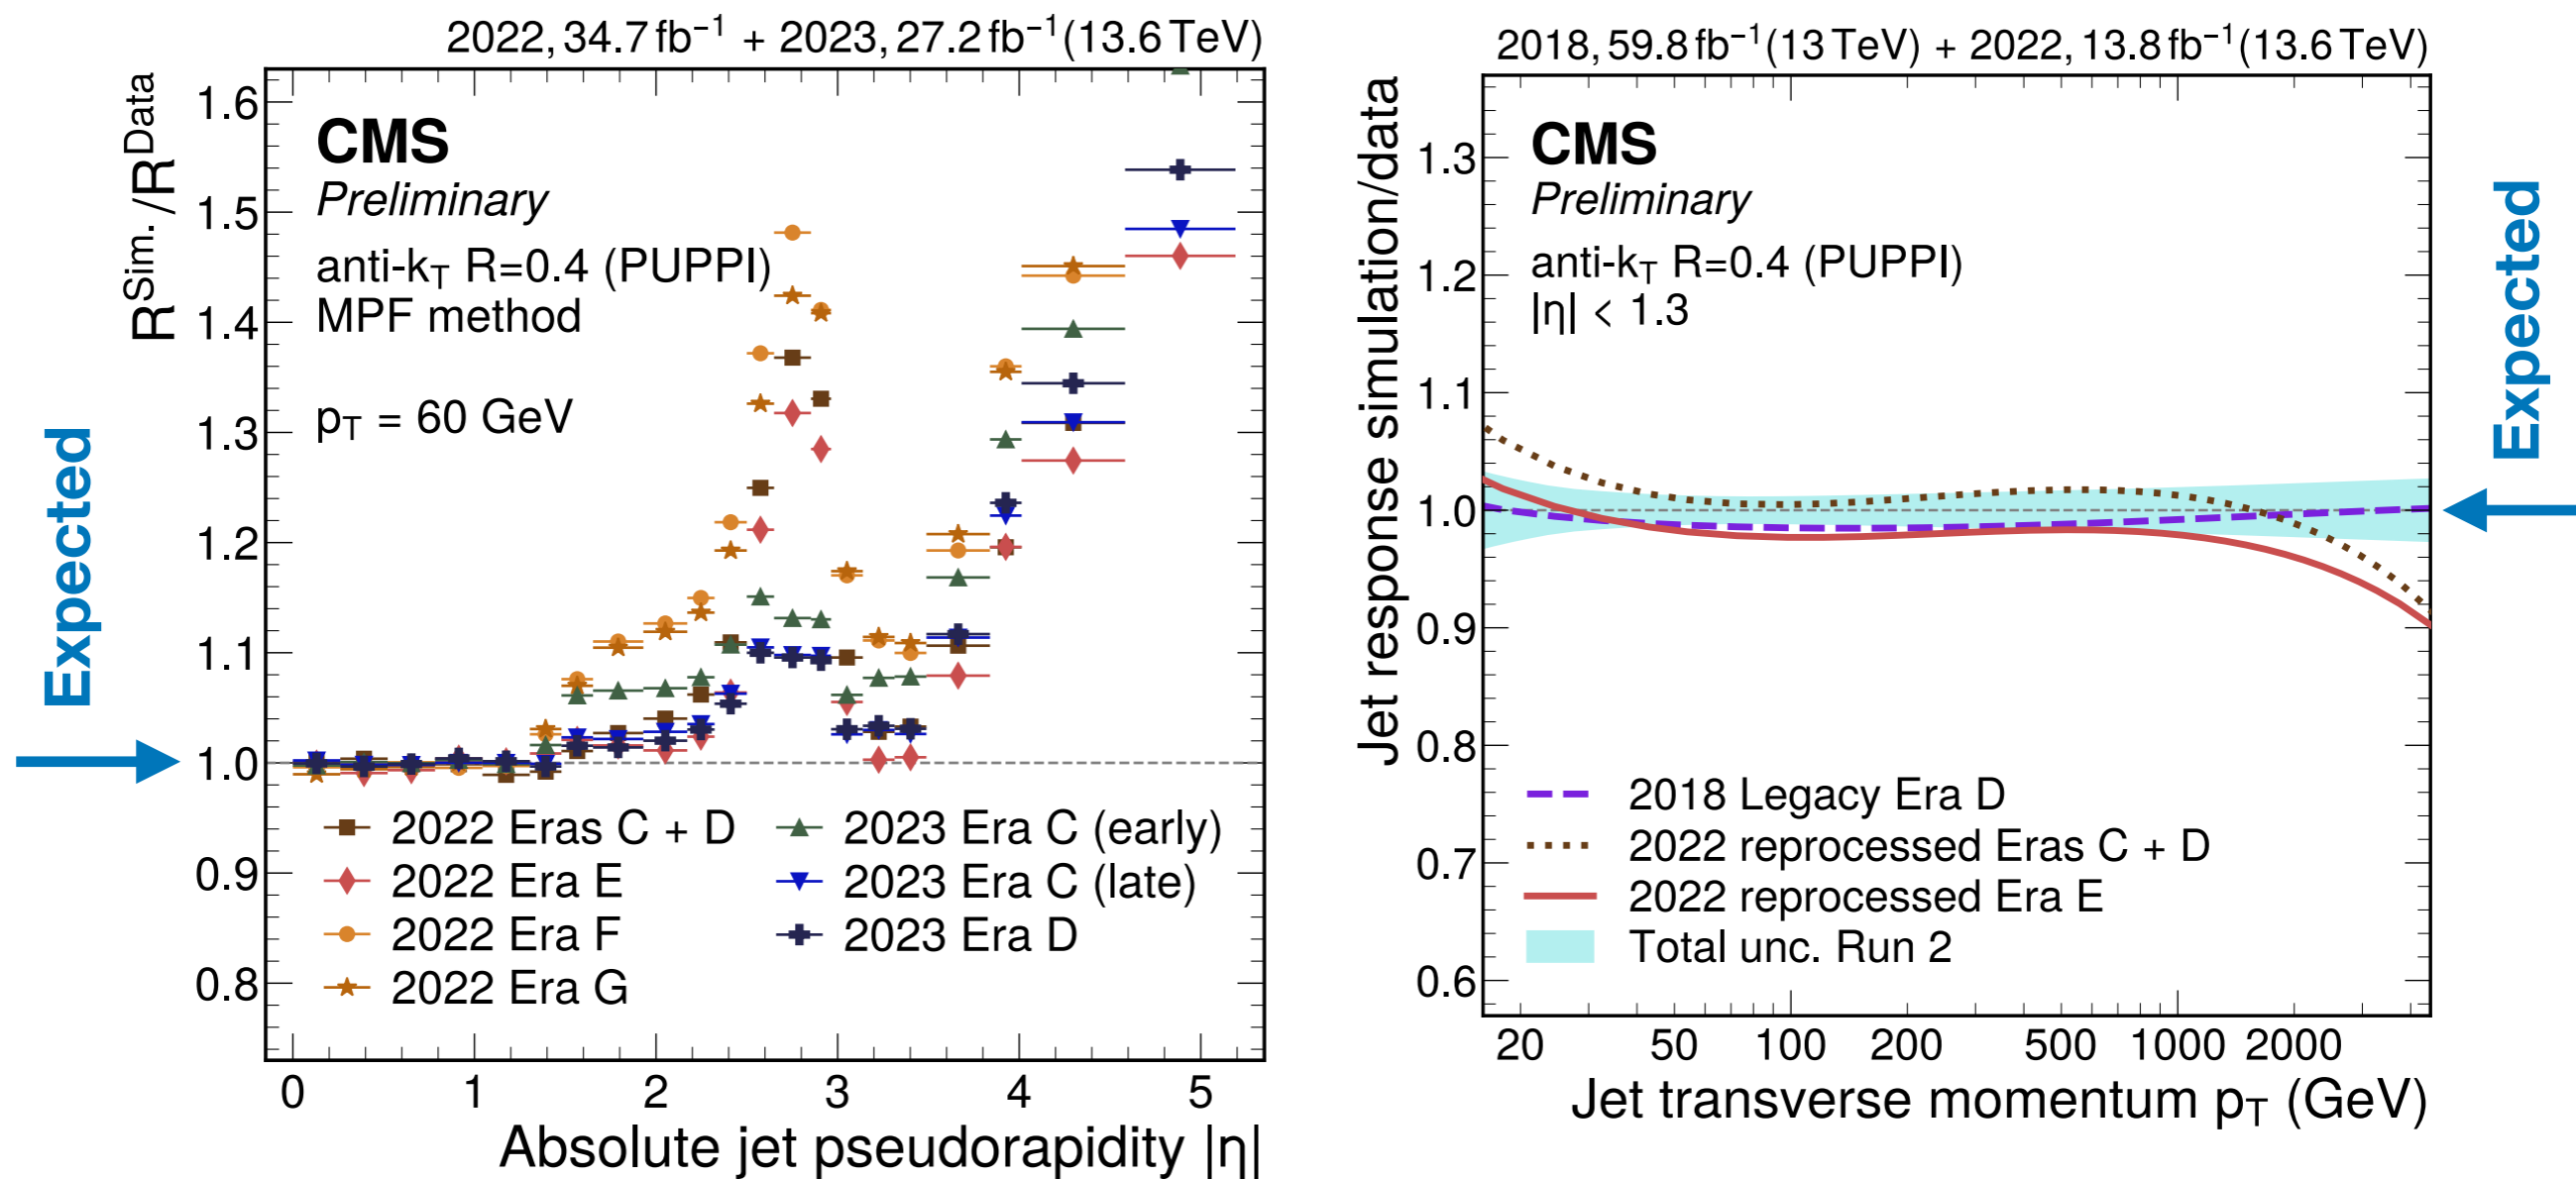 2022, 34.7 fb⁻¹ + 2023, 27.2 fb⁻¹(13.6 TeV)
R^Sim./R^Data
CMS
Preliminary
anti-k_T R=0.4 (PUPPI)
MPF method
p_T = 60 GeV
1.6
1.5
1.4
1.3
1.2
1.1
1.0
0.9
0.8
Expected
2022 Eras C + D
2022 Era E
2022 Era F
2022 Era G
2023 Era C (early)
2023 Era C (late)
2023 Era D
0 1 2 3 4 5
Absolute jet pseudorapidity |η|
2018, 59.8 fb⁻¹(13 TeV) + 2022, 13.8 fb⁻¹(13.6 TeV)
Jet response simulation/data
CMS
Preliminary
anti-k_T R=0.4 (PUPPI)
|η| < 1.3
1.3
1.2
1.1
1.0
0.9
0.8
0.7
0.6
Expected
2018 Legacy Era D
2022 reprocessed Eras C + D
2022 reprocessed Era E
Total unc. Run 2
20 50 100 200 500 1000 2000
Jet transverse momentum p_T (GeV)